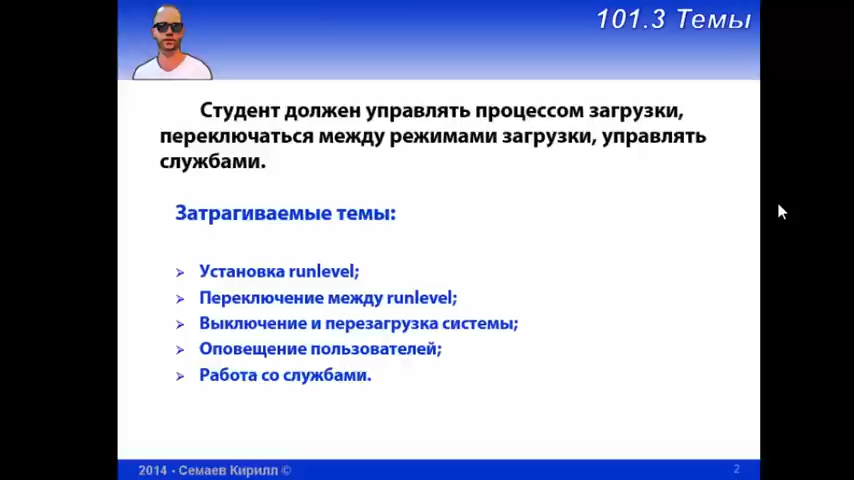 101.3 Темы
Студент должен управлять процессом загрузки,
переключаться между режимами загрузки, управлять
службами.
Затрагиваемые темы:
Установка runlevel;
Переключение между runlevel;
Выключение и перезагрузка системы;
Оповещение пользователей;
Работа со службами.
2014 - Семаев Кирилл ©
2